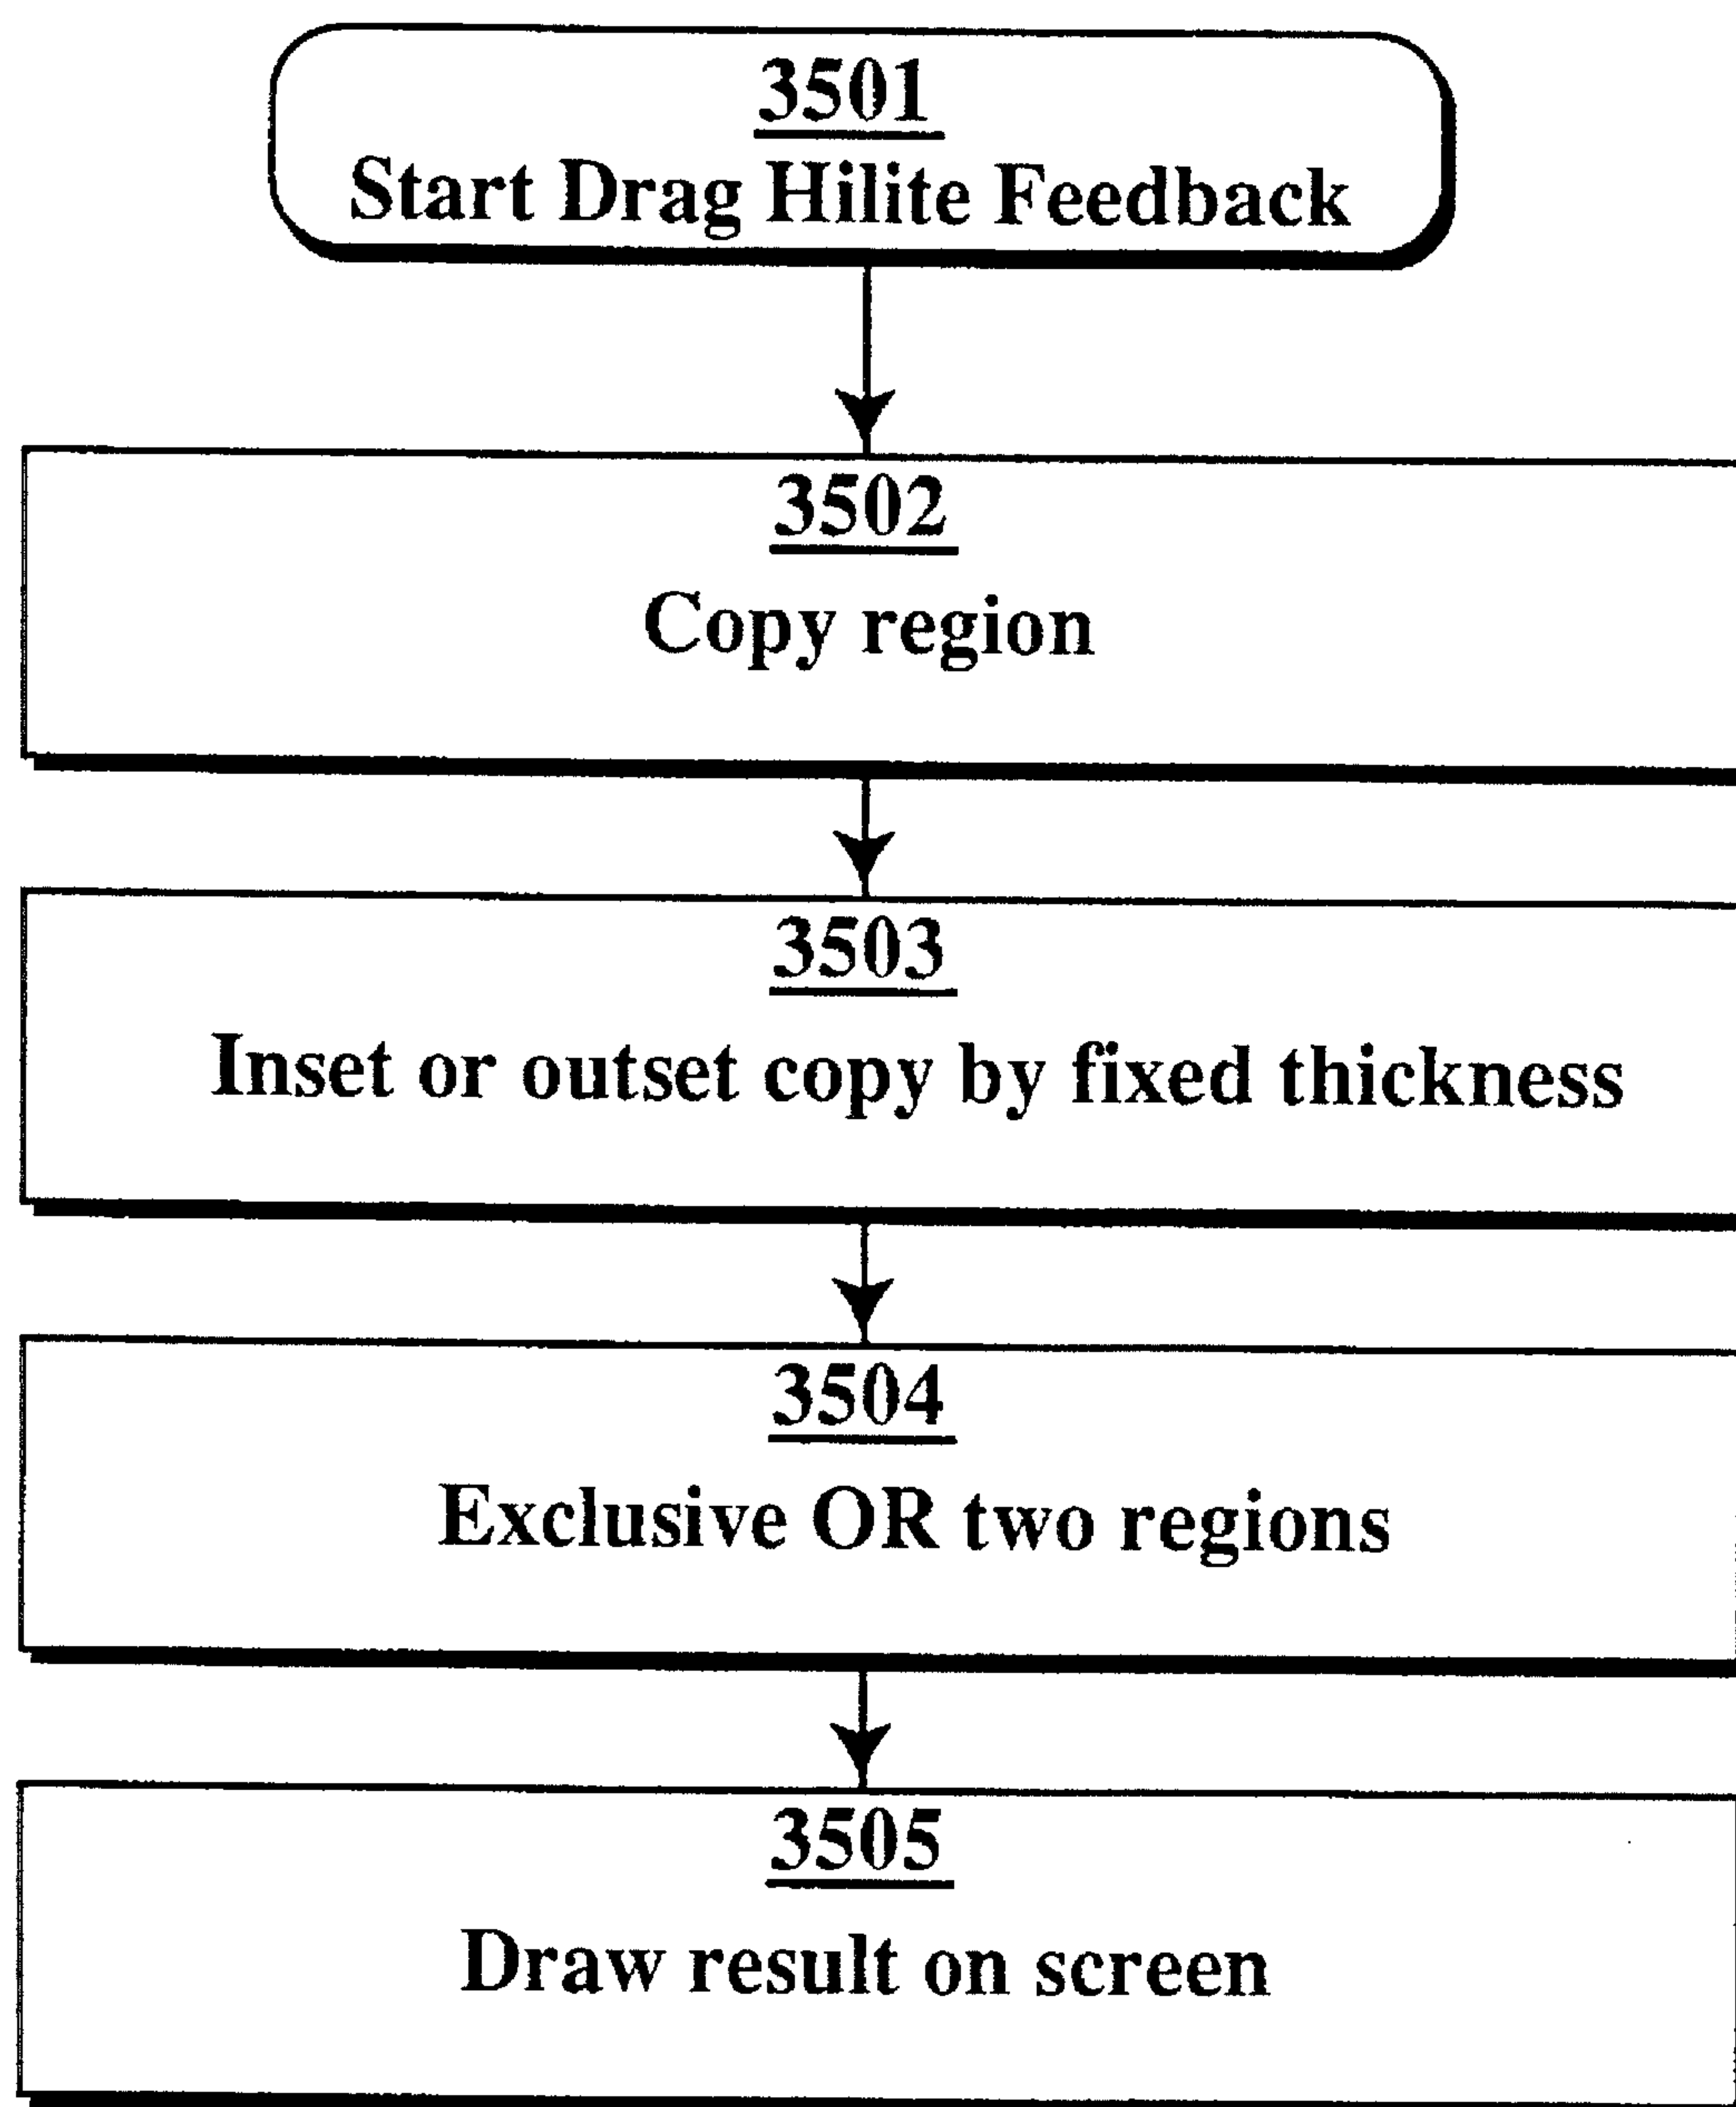 3501
Start Drag Hilite Feedback
3502
Copy region
3503
Inset or outset copy by fixed thickness
3504
Exclusive OR two regions
3505
Draw result on screen